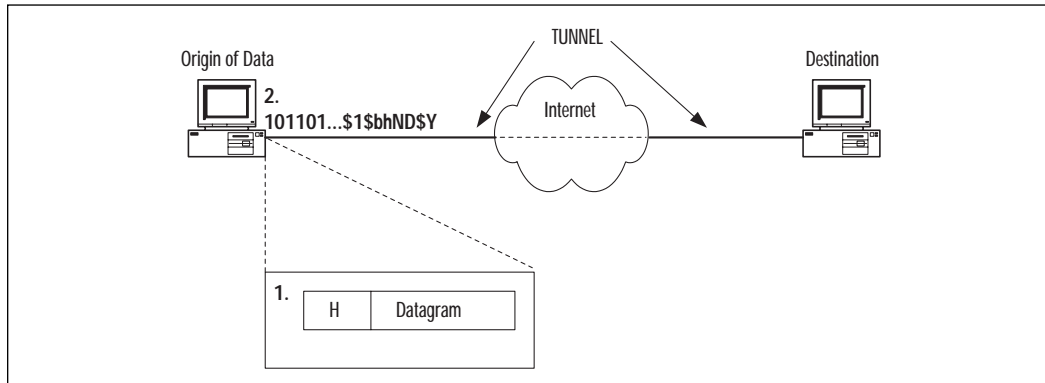 TUNNEL
Origin of Data
Destination
2.
101101...$1$bhND$Y
Internet
1.
H
Datagram